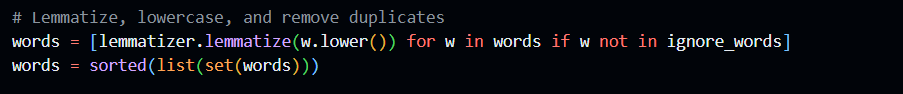 # Lemmatize, lowercase, and remove duplicates
words = [lemmatizer.lemmatize(w.lower()) for w in words if w not in ignore_words]
words = sorted(list(set(words)))